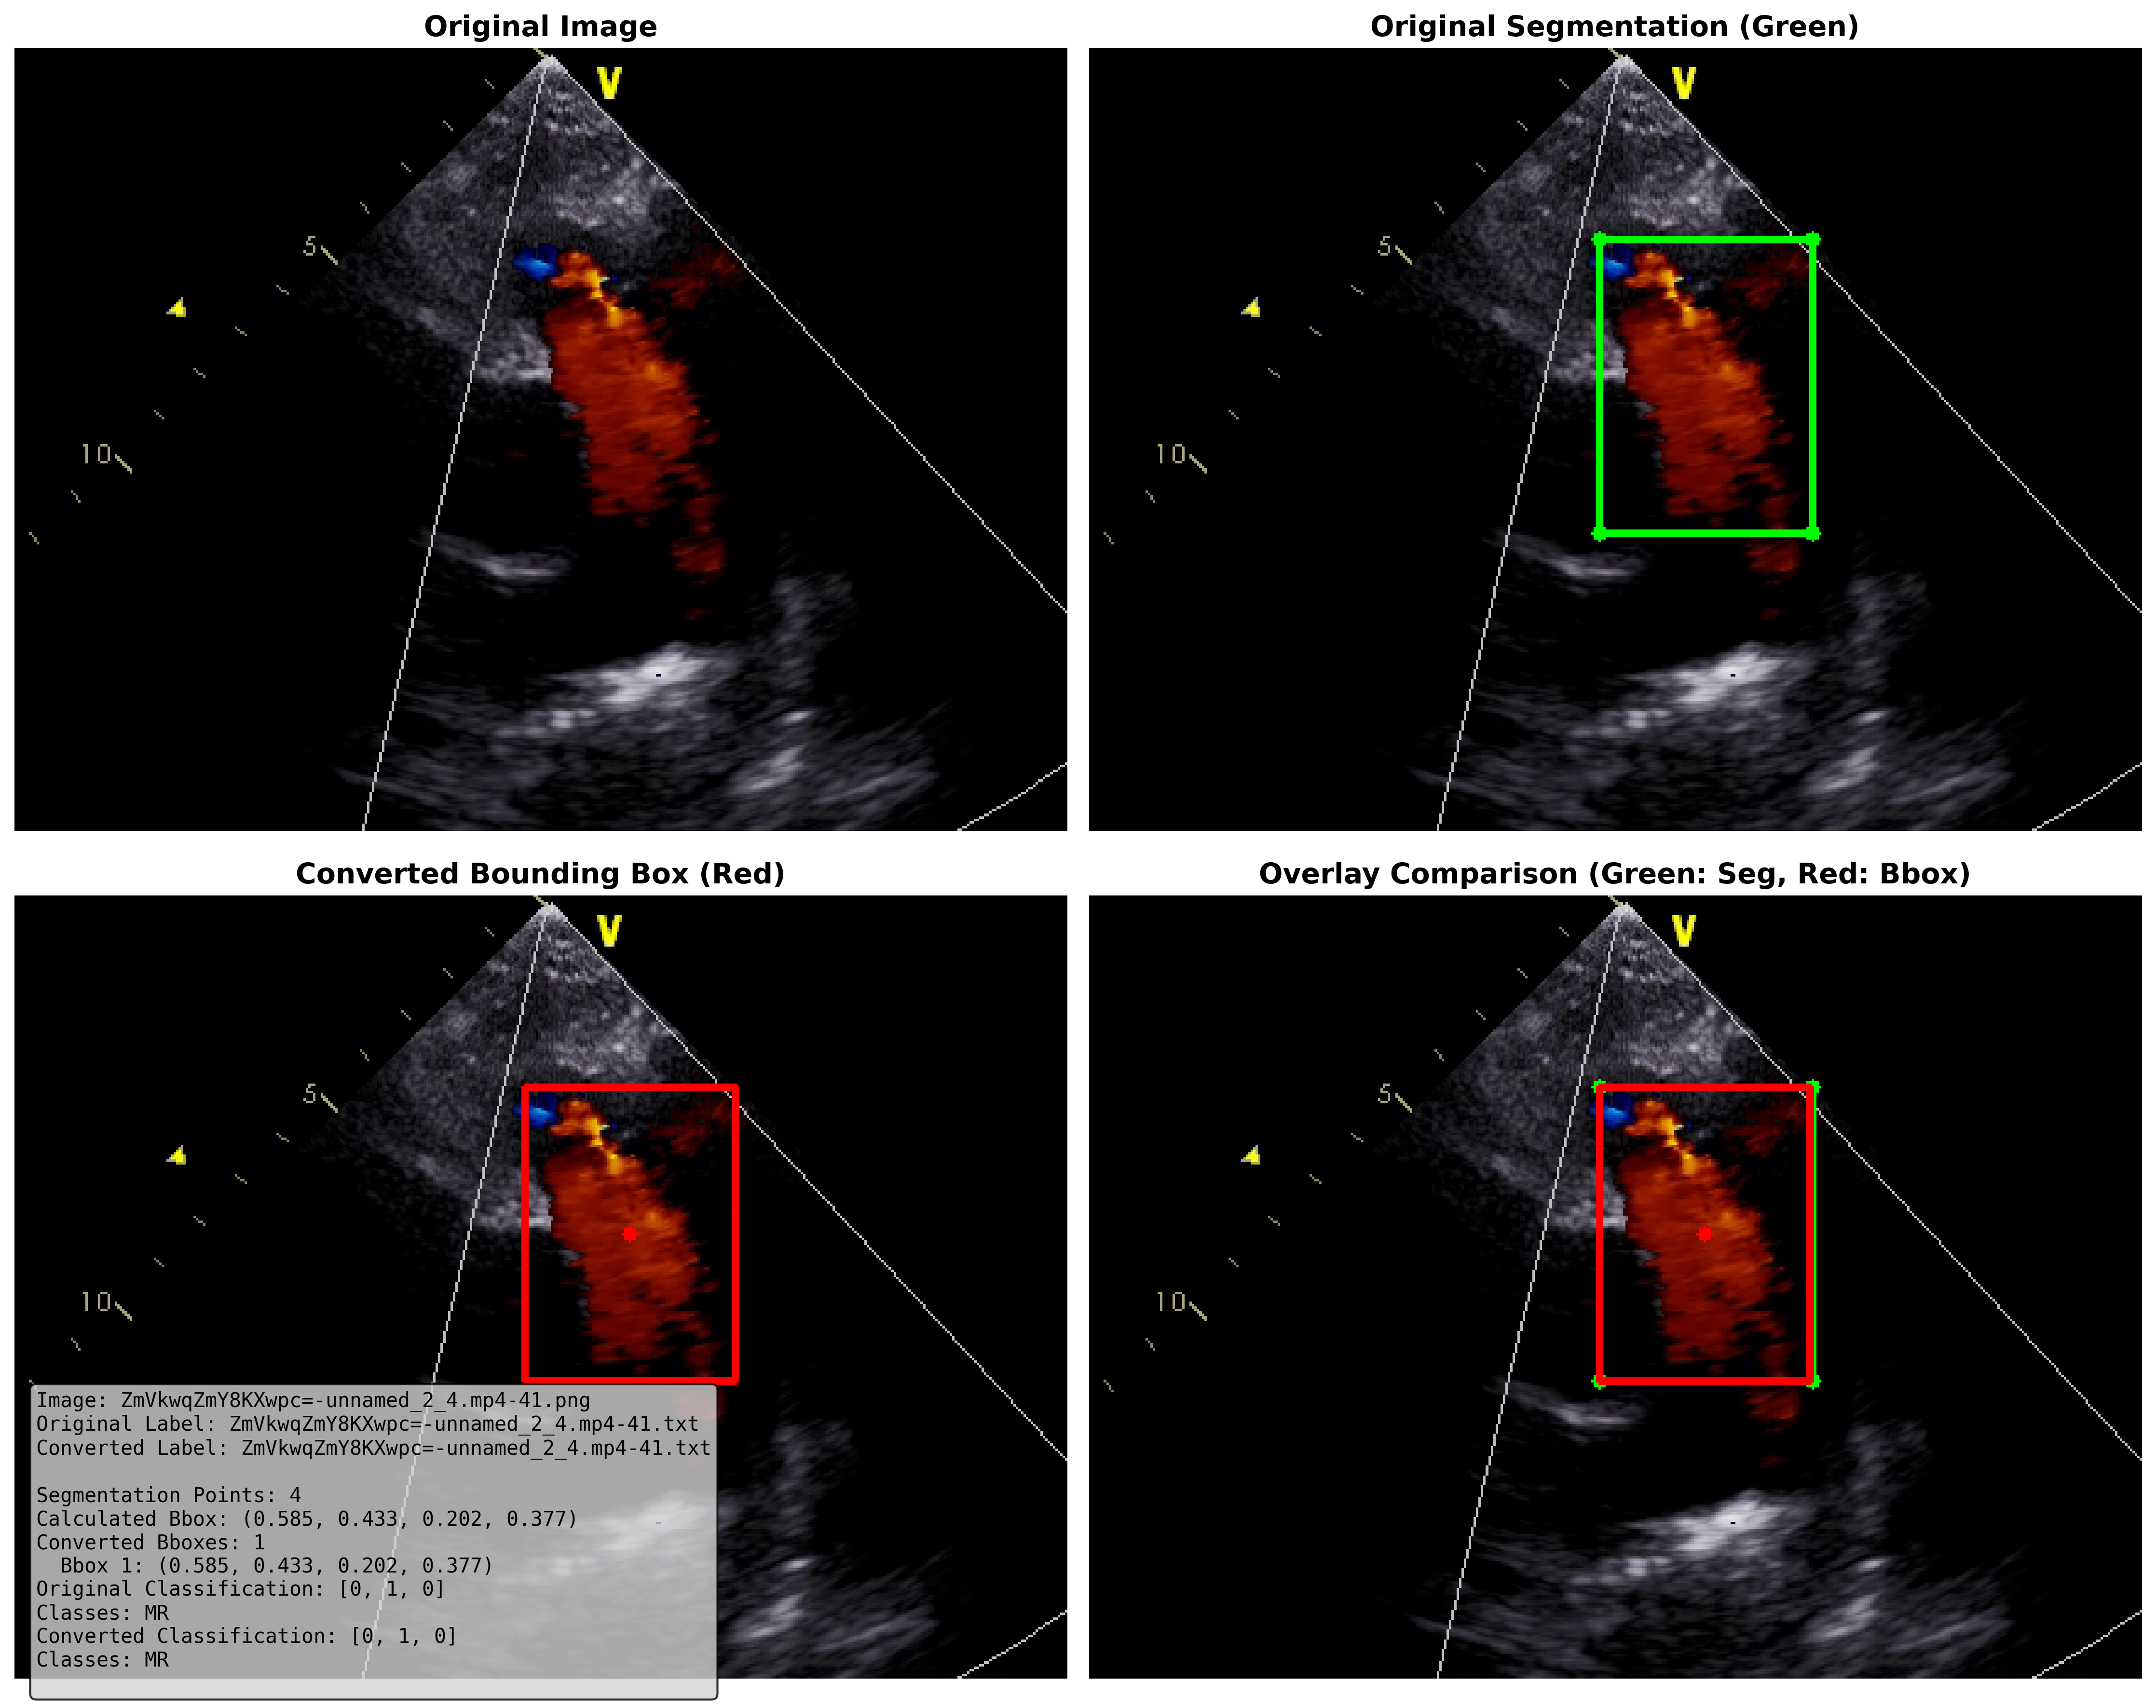 Original Image
Original Segmentation (Green)
V
5
10
V
5
10
Converted Bounding Box (Red)
Overlay Comparison (Green: Seg, Red: Bbox)
V
5
10
V
5
10
Image: ZmVkwqZmY8KXwpc=-unnamed_2_4.mp4-41.png
Original Label: ZmVkwqZmY8KXwpc=-unnamed_2_4.mp4-41.txt
Converted Label: ZmVkwqZmY8KXwpc=-unnamed_2_4.mp4-41.txt
Segmentation Points: 4
Calculated Bbox: (0.585, 0.433, 0.202, 0.377)
Converted Bboxes: 1
Bbox 1: (0.585, 0.433, 0.202, 0.377)
Original Classification: [0, 1, 0]
Classes: MR
Converted Classification: [0, 1, 0]
Classes: MR